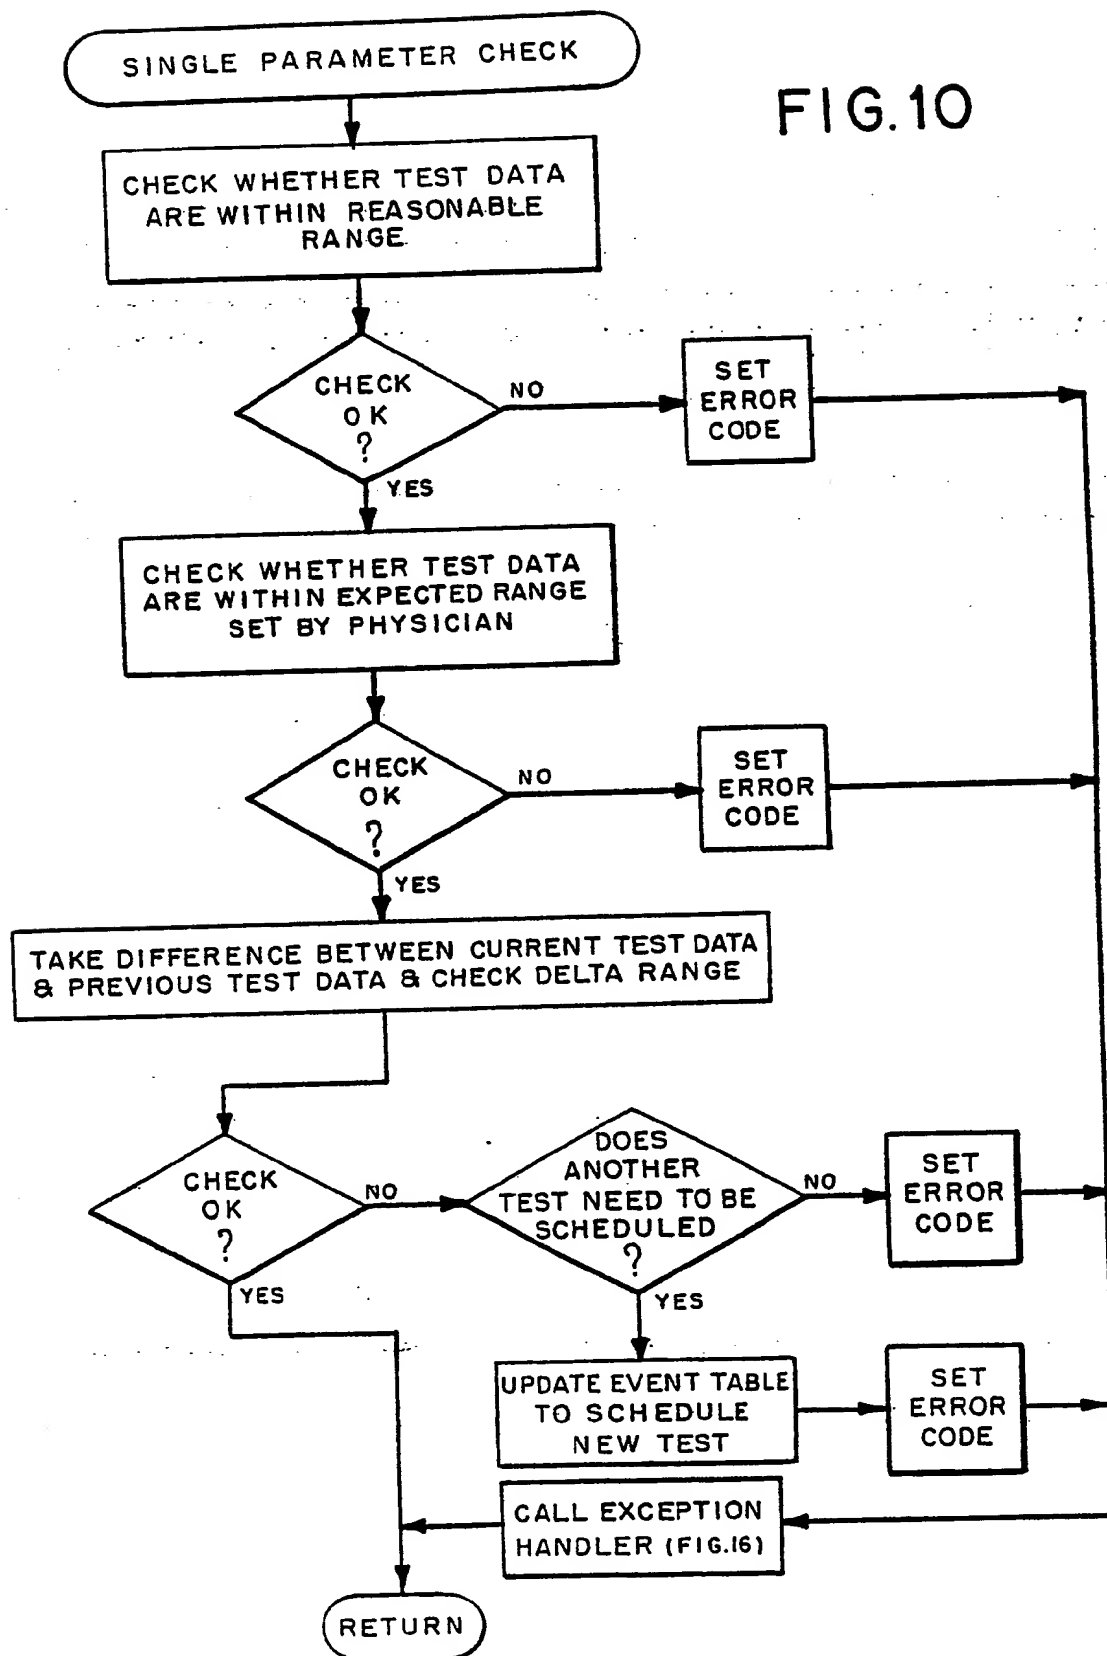 SINGLE PARAMETER CHECK
FIG.10
CHECK WHETHER TEST DATA
ARE WITHIN REASONABLE
RANGE
CHECK
OK
?
NO
SET
ERROR
CODE
YES
CHECK WHETHER TEST DATA
ARE WITHIN EXPECTED RANGE
SET BY PHYSICIAN
CHECK
OK
?
NO
SET
ERROR
CODE
YES
TAKE DIFFERENCE BETWEEN CURRENT TEST DATA
& PREVIOUS TEST DATA & CHECK DELTA RANGE
CHECK
OK
?
NO
YES
DOES
ANOTHER
TEST NEED TO BE
SCHEDULED
?
NO
SET
ERROR
CODE
YES
UPDATE EVENT TABLE
TO SCHEDULE
NEW TEST
SET
ERROR
CODE
CALL EXCEPTION
HANDLER (FIG.16)
RETURN